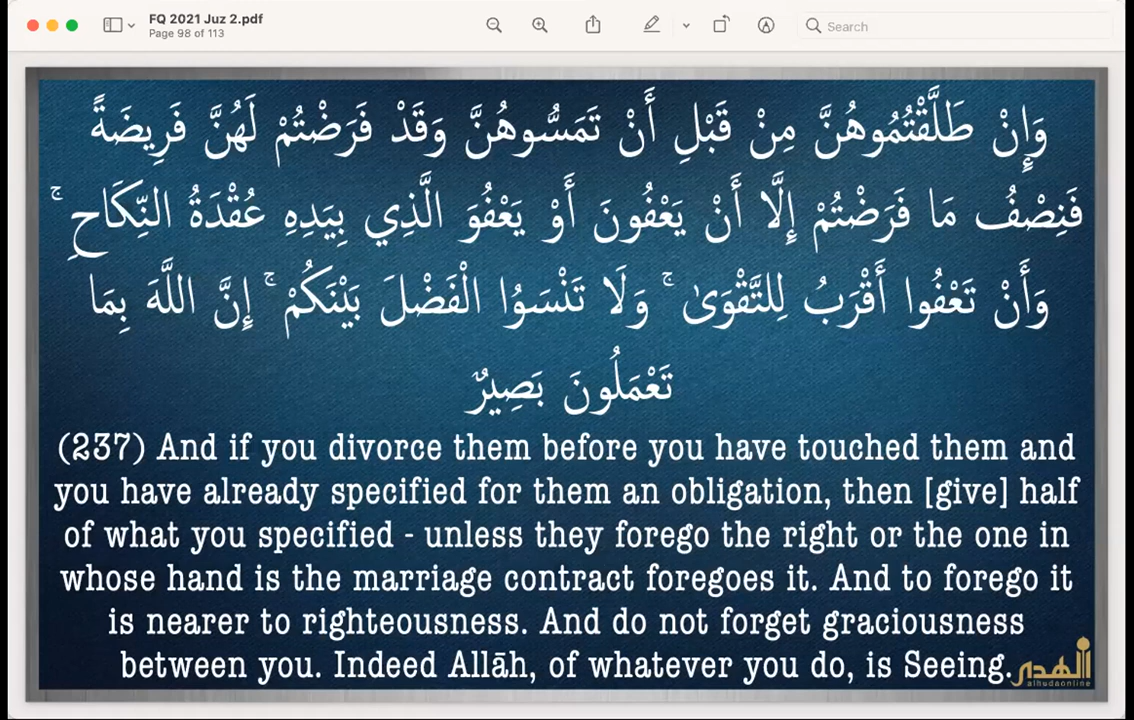 FQ 2021 Juz 2.pdf
Page 98 of 113
Search
وَإِنْ طَلَّقْتُمُوهُنَّ مِنْ قَبْلِ أَنْ تَمَسُّوهُنَّ وَقَدْ فَرَضْتُمْ لَهُنَّ فَرِيضَةً
فَنِصْفُ مَا فَرَضْتُمْ إِلَّا أَنْ يَعْفُونَ أَوْ يَعْفُوَ الَّذِي بِيَدِهِ عُقْدَةُ النِّكَاحِ ۚ
وَأَنْ تَعْفُوا أَقْرَبُ لِلتَّقْوَىٰ ۚ وَلَا تَنْسَوُا الْفَضْلَ بَيْنَكُمْ ۚ إِنَّ اللَّهَ بِمَا
تَعْمَلُونَ بَصِيرٌ
(237) And if you divorce them before you have touched them and
you have already specified for them an obligation, then [give] half
of what you specified - unless they forego the right or the one in
whose hand is the marriage contract foregoes it. And to forego it
is nearer to righteousness. And do not forget graciousness
between you. Indeed Allāh, of whatever you do, is Seeing.
الهدى
alhudaonline